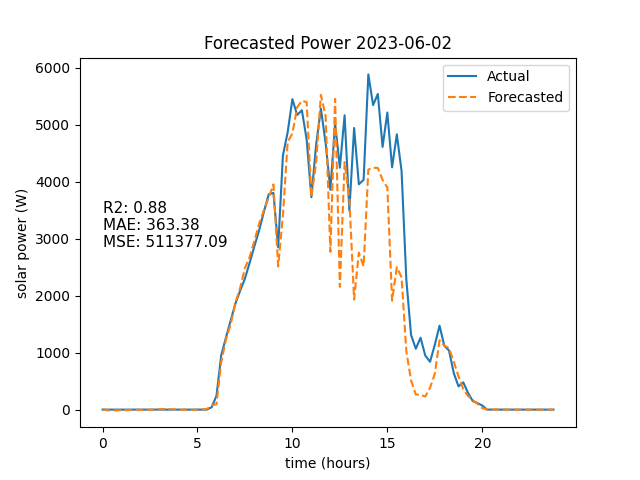 Forecasted Power 2023-06-02
Actual
Forecasted
R2: 0.88
MAE: 363.38
MSE: 511377.09
solar power (W)
6000
5000
4000
3000
2000
1000
0
0 5 10 15 20
time (hours)